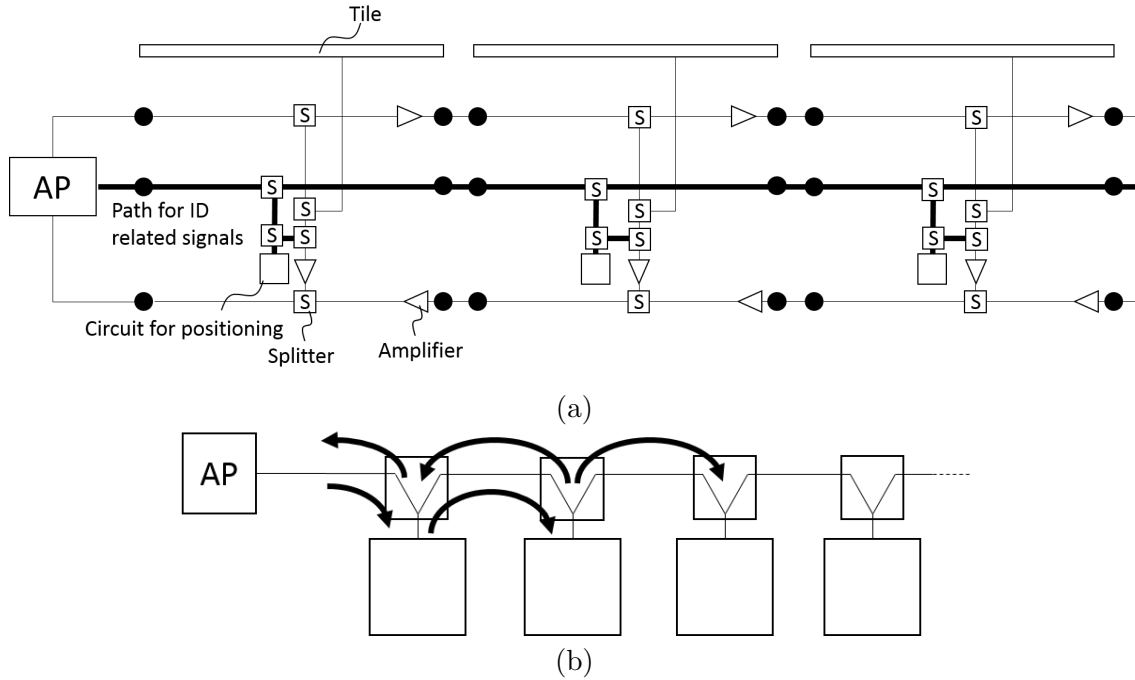 Tile
S S S
AP
S S S
Path for ID
related signals
S S S
S S S S S S
S S S
Circuit for positioning
Splitter
Amplifier
(a)
AP
(b)